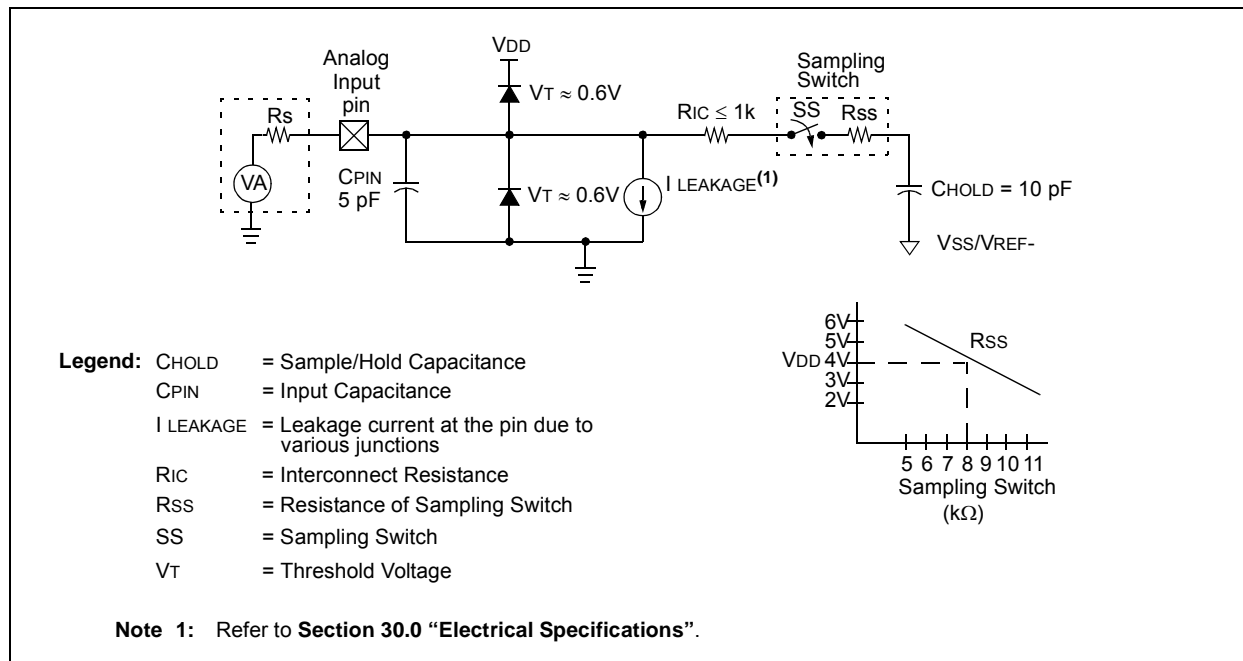 VDD
Analog
Input
pin
Sampling
Switch
VT ≈ 0.6V
Rs
RIC ≤ 1k
SS
Rss
VA
CPIN
5 pF
VT ≈ 0.6V
I LEAKAGE(1)
CHOLD = 10 pF
VSS/VREF-
6V
5V
VDD 4V
3V
2V
RSS
5 6 7 8 9 10 11
Sampling Switch
(kΩ)
Legend: CHOLD = Sample/Hold Capacitance
CPIN = Input Capacitance
I LEAKAGE = Leakage current at the pin due to
various junctions
RIC = Interconnect Resistance
RSS = Resistance of Sampling Switch
SS = Sampling Switch
VT = Threshold Voltage
Note 1: Refer to Section 30.0 “Electrical Specifications”.